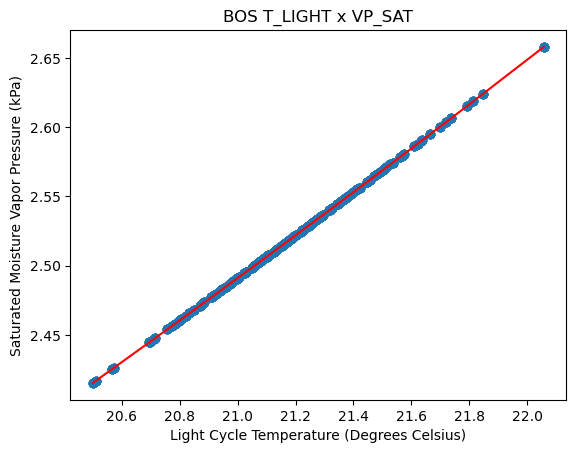 BOS T_LIGHT x VP_SAT
Saturated Moisture Vapor Pressure (kPa)
2.65
2.60
2.55
2.50
2.45
20.6 20.8 21.0 21.2 21.4 21.6 21.8 22.0
Light Cycle Temperature (Degrees Celsius)